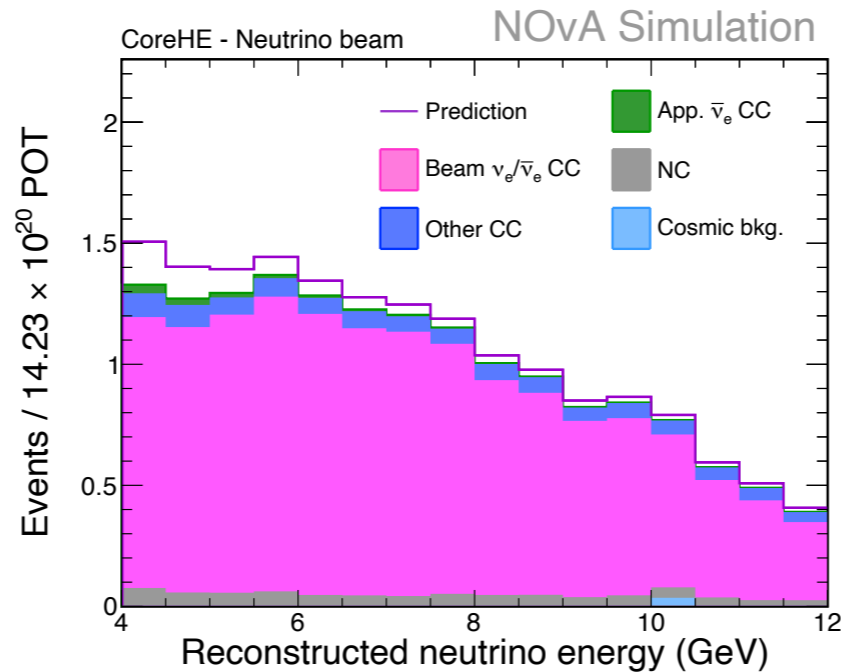 CoreHE - Neutrino beam
NOvA Simulation
Prediction
Beam νe/ν̅e CC
Other CC
App. ν̅e CC
NC
Cosmic bkg.
Events / 14.23 × 10²⁰ POT
2
1.5
1
0.5
0
4
6
8
10
12
Reconstructed neutrino energy (GeV)